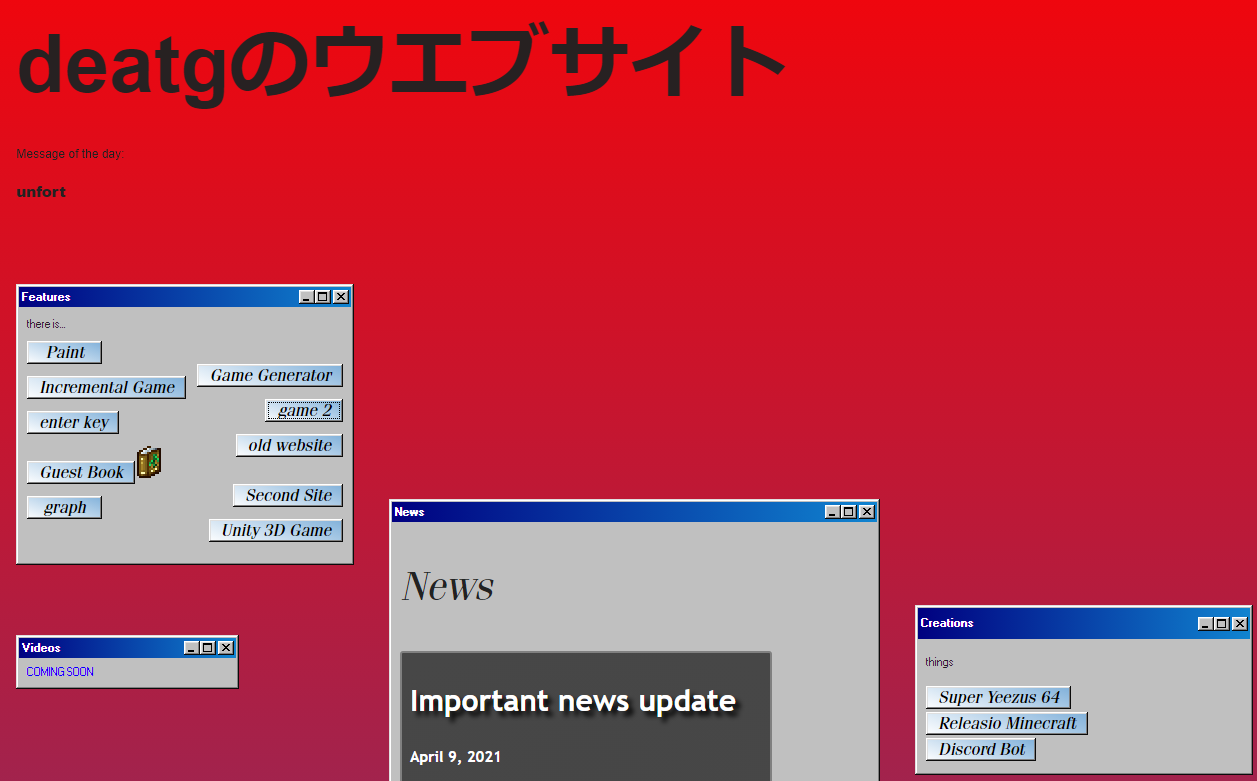 deatgのウエブサイト
Message of the day:
unfort
Features
there is...
Paint
Game Generator
Incremental Game
game 2
enter key
old website
Guest Book
Second Site
graph
Unity 3D Game
Videos
COMING SOON
News
News
Important news update
April 9, 2021
Creations
things
Super Yeezus 64
Releasio Minecraft
Discord Bot